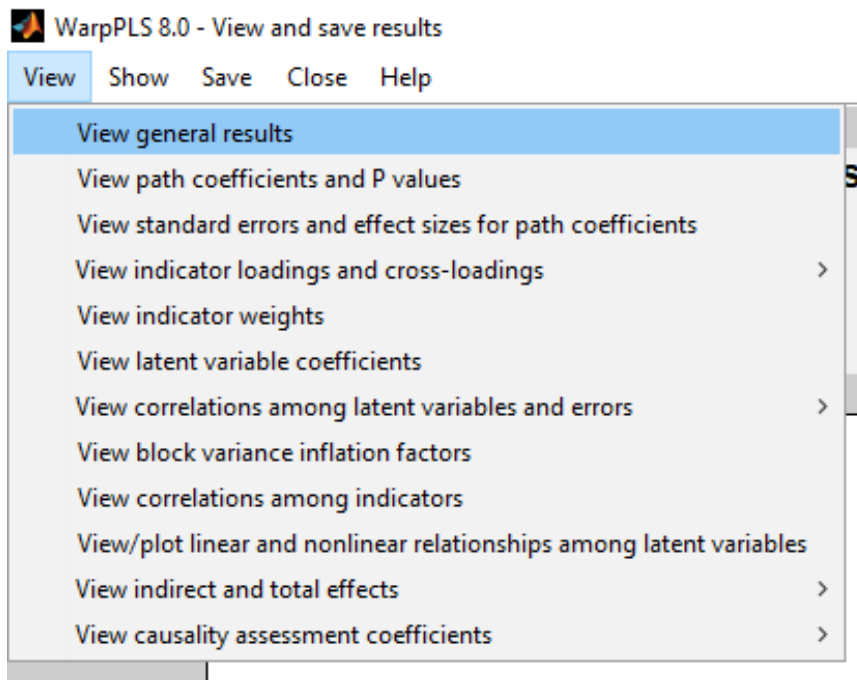 WarpPLS 8.0 - View and save results
View Show Save Close Help
View general results
View path coefficients and P values
View standard errors and effect sizes for path coefficients
View indicator loadings and cross-loadings
View indicator weights
View latent variable coefficients
View correlations among latent variables and errors
View block variance inflation factors
View correlations among indicators
View/plot linear and nonlinear relationships among latent variables
View indirect and total effects
View causality assessment coefficients